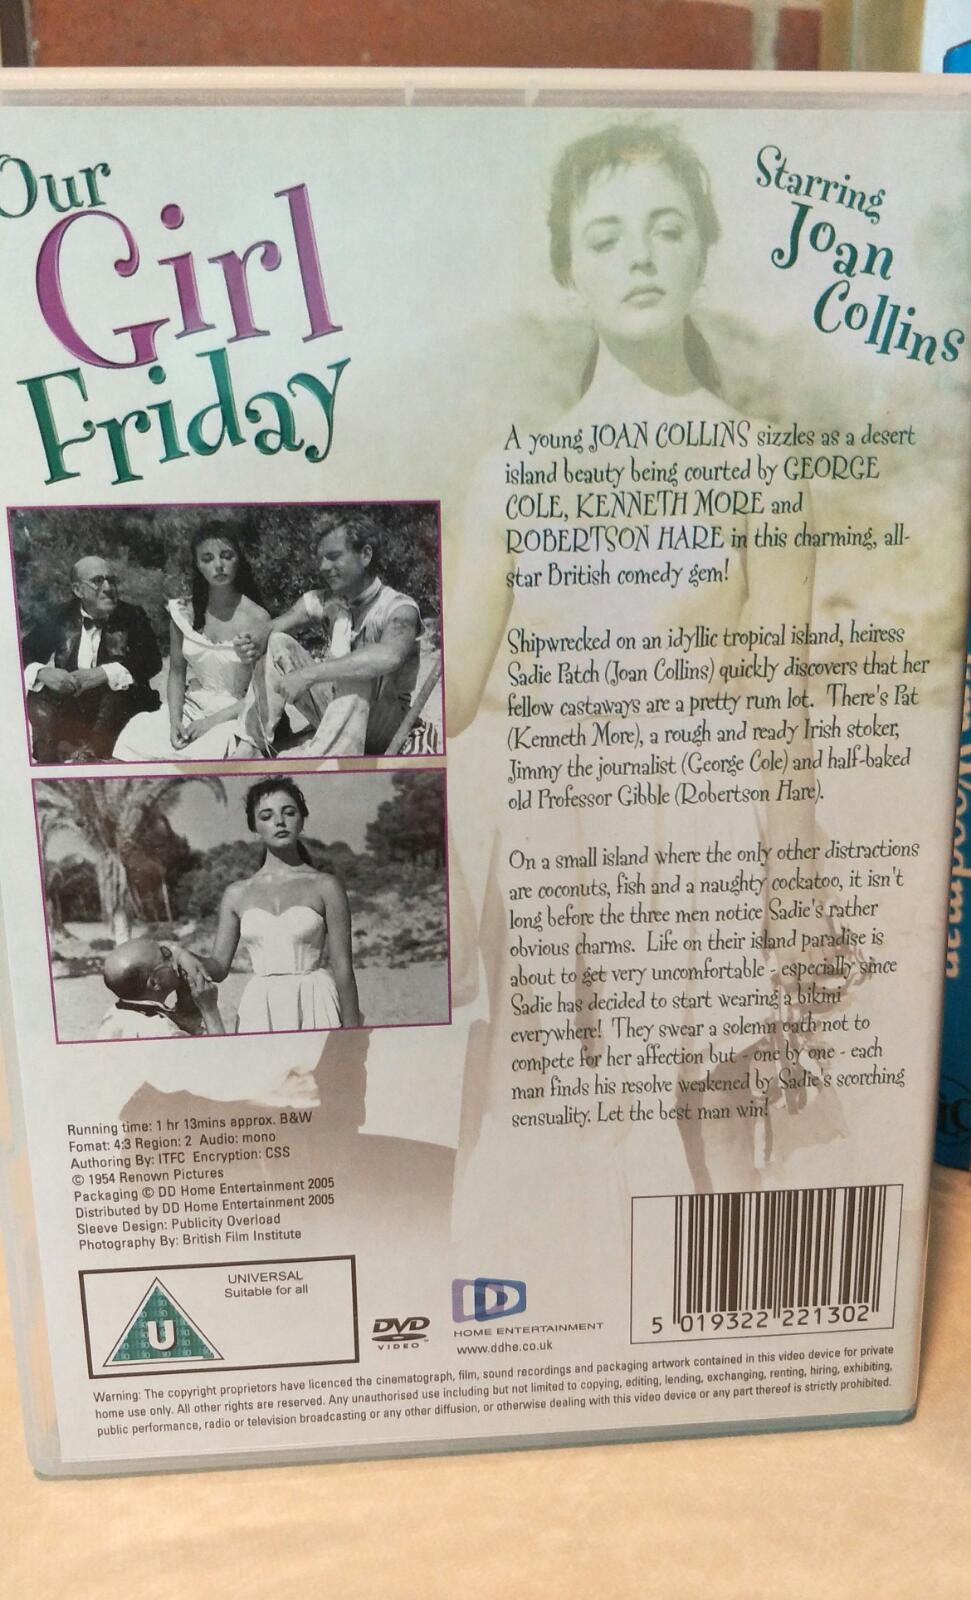 Our
Girl
Friday
Starring
Joan
Collins
A young JOAN COLLINS sizzles as a desert
island beauty being courted by GEORGE
COLE, KENNETH MORE and
ROBERTSON HARE in this charming, all-
star British comedy gem!
Shipwrecked on an idyllic tropical island, heiress
Sadie Patch (Joan Collins) quickly discovers that her
fellow castaways are a pretty rum lot. There's Pat
(Kenneth More), a rough and ready Irish stoker,
Jimmy the journalist (George Cole) and half-baked
old Professor Gibble (Robertson Hare).
On a small island where the only other distractions
are coconuts, fish and a naughty cockatoo, it isn't
long before the three men notice Sadie's rather
obvious charms. Life on their island paradise is
about to get very uncomfortable - especially since
Sadie has decided to start wearing a bikini
everywhere! They swear a solemn oath not to
compete for her affection but - one by one - each
man finds his resolve weakened by Sadie's scorching
sensuality. Let the best man win!
Running time: 1 hr 13mins approx. B&W
Fomat: 4:3 Region: 2 Audio: mono
Authoring By: ITFC Encryption: CSS
© 1954 Renown Pictures
Packaging © DD Home Entertainment 2005
Distributed by DD Home Entertainment 2005
Sleeve Design: Publicity Overload
Photography By: British Film Institute
UNIVERSAL
Suitable for all
U
DVD
VIDEO
DD
HOME ENTERTAINMENT
www.ddhe.co.uk
5 019322 221302
Warning: The copyright proprietors have licenced the cinematograph, film, sound recordings and packaging artwork contained in this video device for private
home use only. All other rights are reserved. Any unauthorised use including but not limited to copying, editing, lending, exchanging, renting, hiring, exhibiting,
public performance, radio or television broadcasting or any other diffusion, or otherwise dealing with this video device or any part thereof is strictly prohibited.